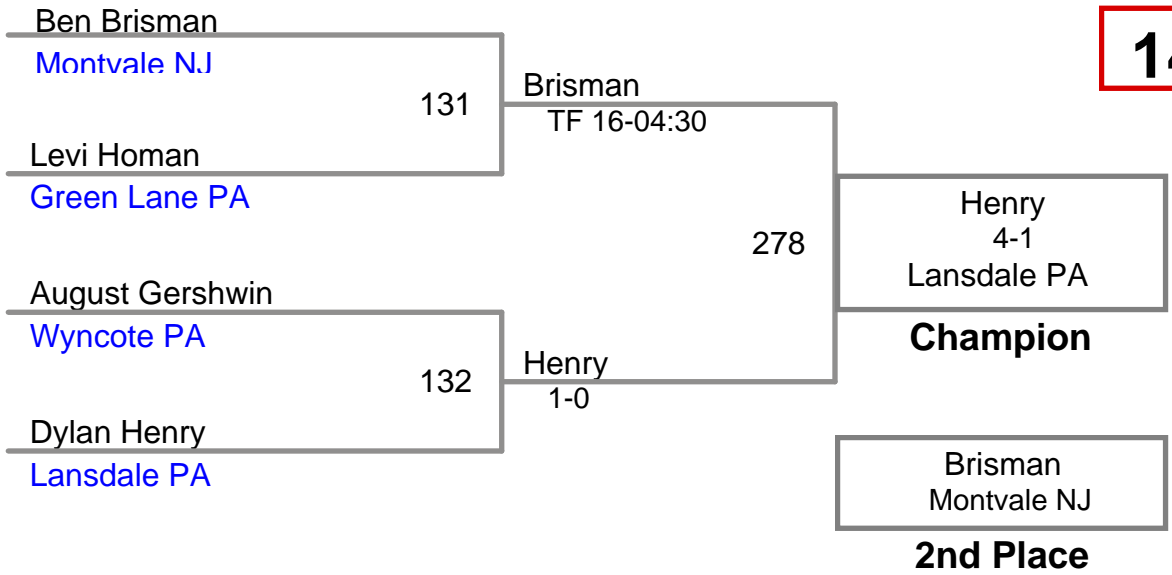 Ben Brisman
Montvale NJ
131
Levi Homan
Green Lane PA
Brisman
TF 16-04:30
August Gershwin
Wyncote PA
132
Dylan Henry
Lansdale PA
Henry
1-0
278
Henry
4-1
Lansdale PA
Champion
Brisman
Montvale NJ
2nd Place